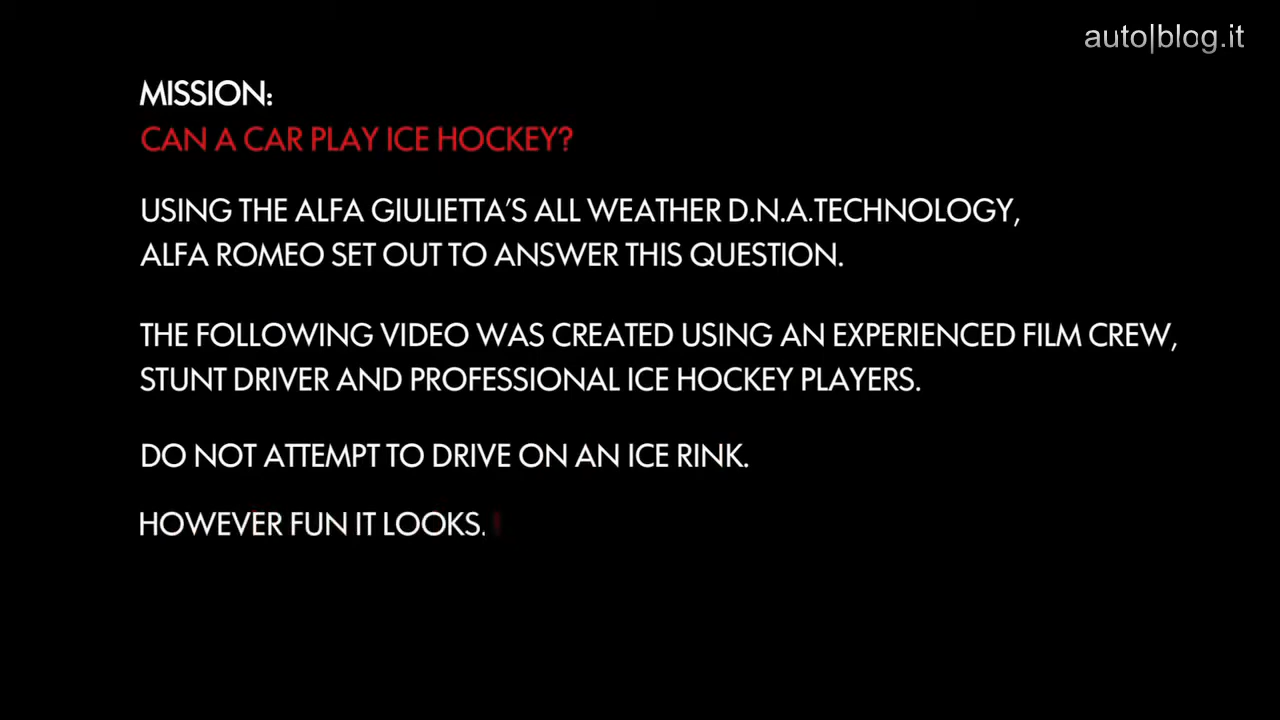 auto|blog.it
MISSION:
CAN A CAR PLAY ICE HOCKEY?
USING THE ALFA GIULIETTA'S ALL WEATHER D.N.A.TECHNOLOGY,
ALFA ROMEO SET OUT TO ANSWER THIS QUESTION.
THE FOLLOWING VIDEO WAS CREATED USING AN EXPERIENCED FILM CREW,
STUNT DRIVER AND PROFESSIONAL ICE HOCKEY PLAYERS.
DO NOT ATTEMPT TO DRIVE ON AN ICE RINK.
HOWEVER FUN IT LOOKS.